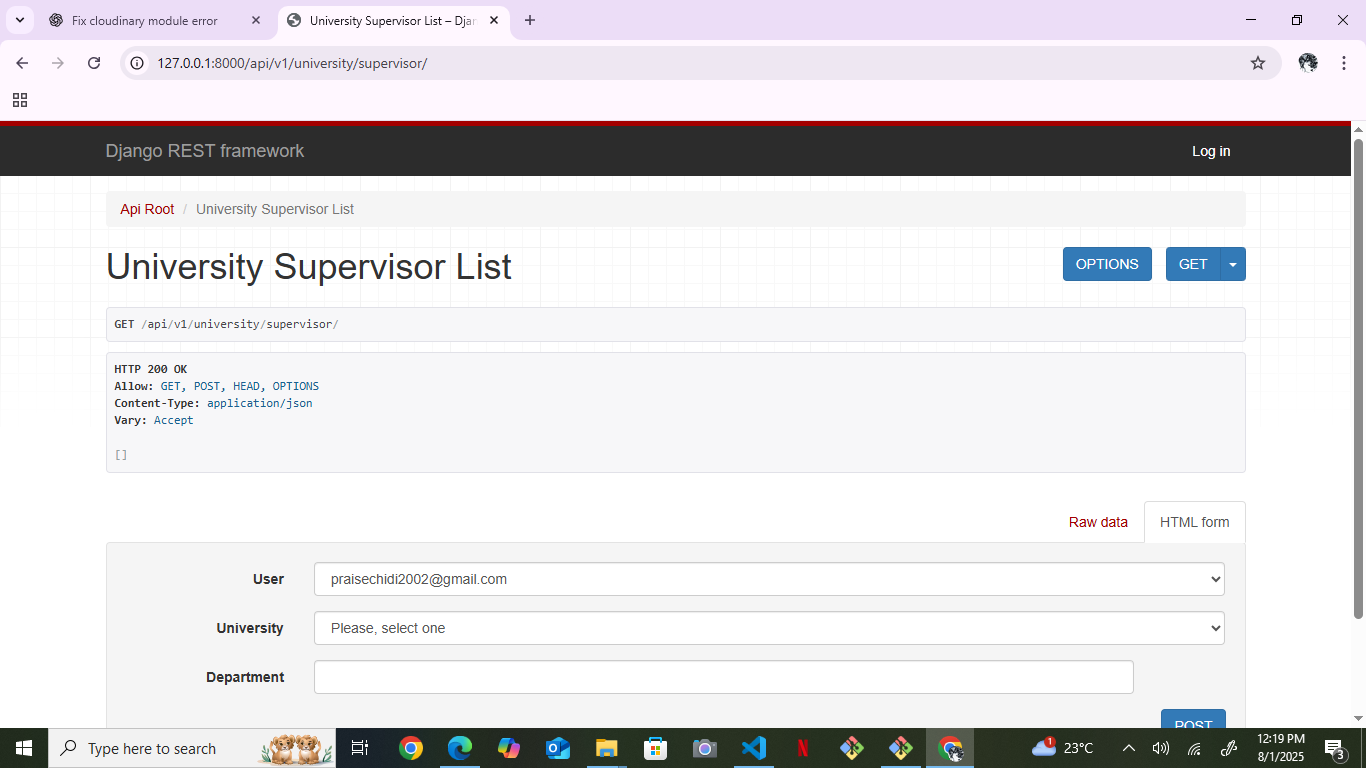 Fix cloudinary module error
University Supervisor List – Djan
127.0.0.1:8000/api/v1/university/supervisor/
Django REST framework
Log in
Api Root / University Supervisor List
University Supervisor List
OPTIONS
GET
GET /api/v1/university/supervisor/
HTTP 200 OK
Allow: GET, POST, HEAD, OPTIONS
Content-Type: application/json
Vary: Accept
[]
Raw data
HTML form
User
praisechidi2002@gmail.com
University
Please, select one
Department
POST
Type here to search
1
23°C
12:19 PM
8/1/2025
3